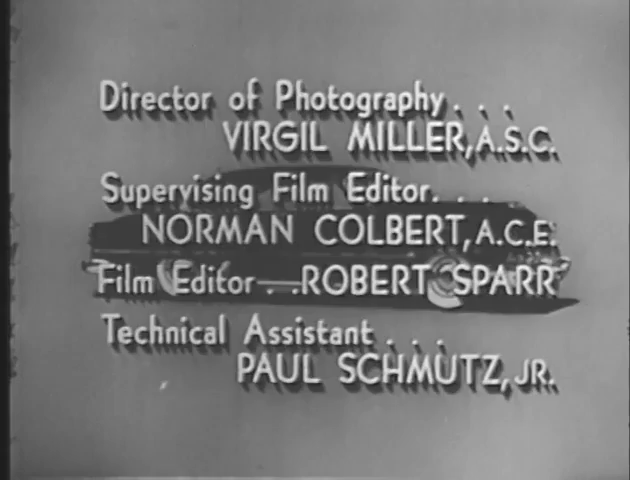 Director of Photography . . .
VIRGIL MILLER, A.S.C.
Supervising Film Editor. . . .
NORMAN COLBERT, A.C.E.
Film Editor . . . ROBERT SPARR
Technical Assistant . . .
PAUL SCHMUTZ, JR.